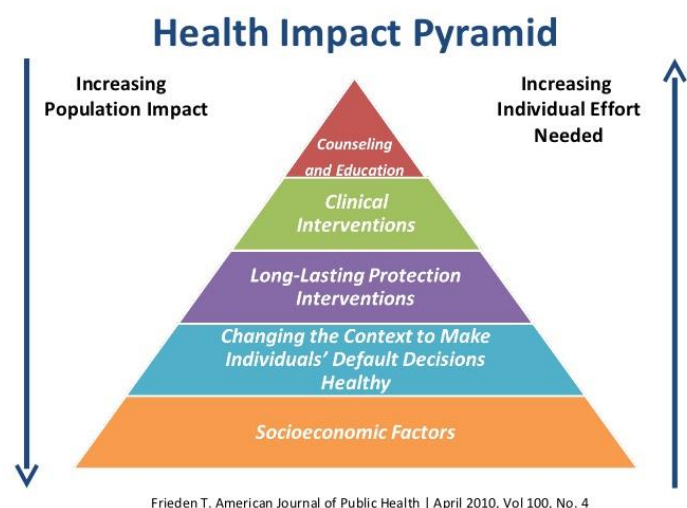 Health Impact Pyramid
Increasing
Population Impact
Increasing
Individual Effort
Needed
Counseling
and Education
Clinical
Interventions
Long-Lasting Protection
Interventions
Changing the Context to Make
Individuals' Default Decisions
Healthy
Socioeconomic Factors
Frieden T. American Journal of Public Health | April 2010, Vol 100, No. 4